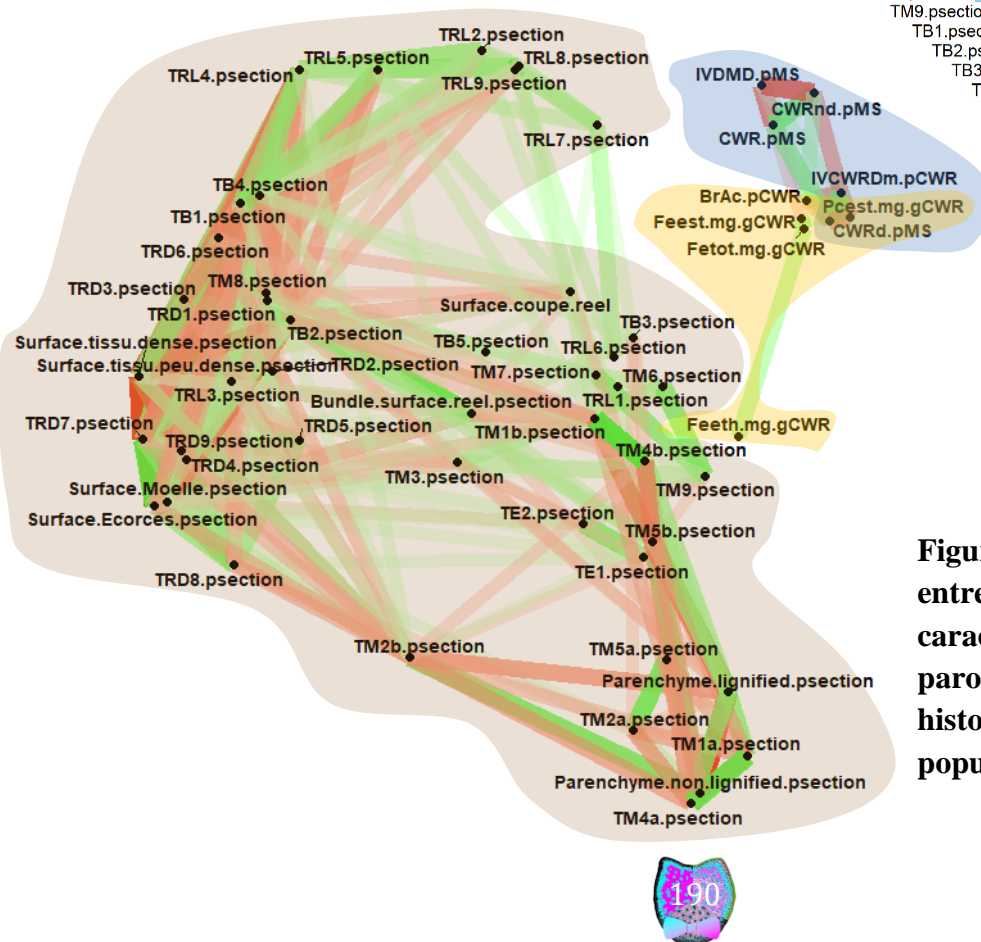 TM9.psectio
TB1.psec
TB2.ps
TB3
T
TRL2.psection
TRL5.psection
TRL8.psection
TRL4.psection
TRL9.psection
TRL7.psection
IVDMD.pMS
CWRnd.pMS
CWR.pMS
IVCWRDm.pCWR
BrAc.pCWR
Pcest.mg.gCWR
Feest.mg.gCWR
CWRd.pMS
Fetot.mg.gCWR
TB4.psection
TB1.psection
TRD6.psection
TRD3.psection
TM8.psection
TRD1.psection
Surface.coupe.reel
TB2.psection
TB3.psection
Surface.tissu.dense.psection
TB5.psection
TRL6.psection
Surface.tissu.peu.dense.psection
TRD2.psection
TM7.psection
TM6.psection
TRL3.psection
Bundle.surface.reel.psection
TRL1.psection
TRD7.psection
TRD5.psection
TM1b.psection
Feeth.mg.gCWR
TRD9.psection
TM4b.psection
TRD4.psection
TM3.psection
TM9.psection
Surface.Moelle.psection
Surface.Ecorces.psection
TE2.psection
TM5b.psection
TE1.psection
TRD8.psection
TM2b.psection
TM5a.psection
Parenchyme.lignified.psection
TM2a.psection
TM1a.psection
Parenchyme.non.lignified.psection
TM4a.psection
Figur
entre
carac
paro
histo
popu
190